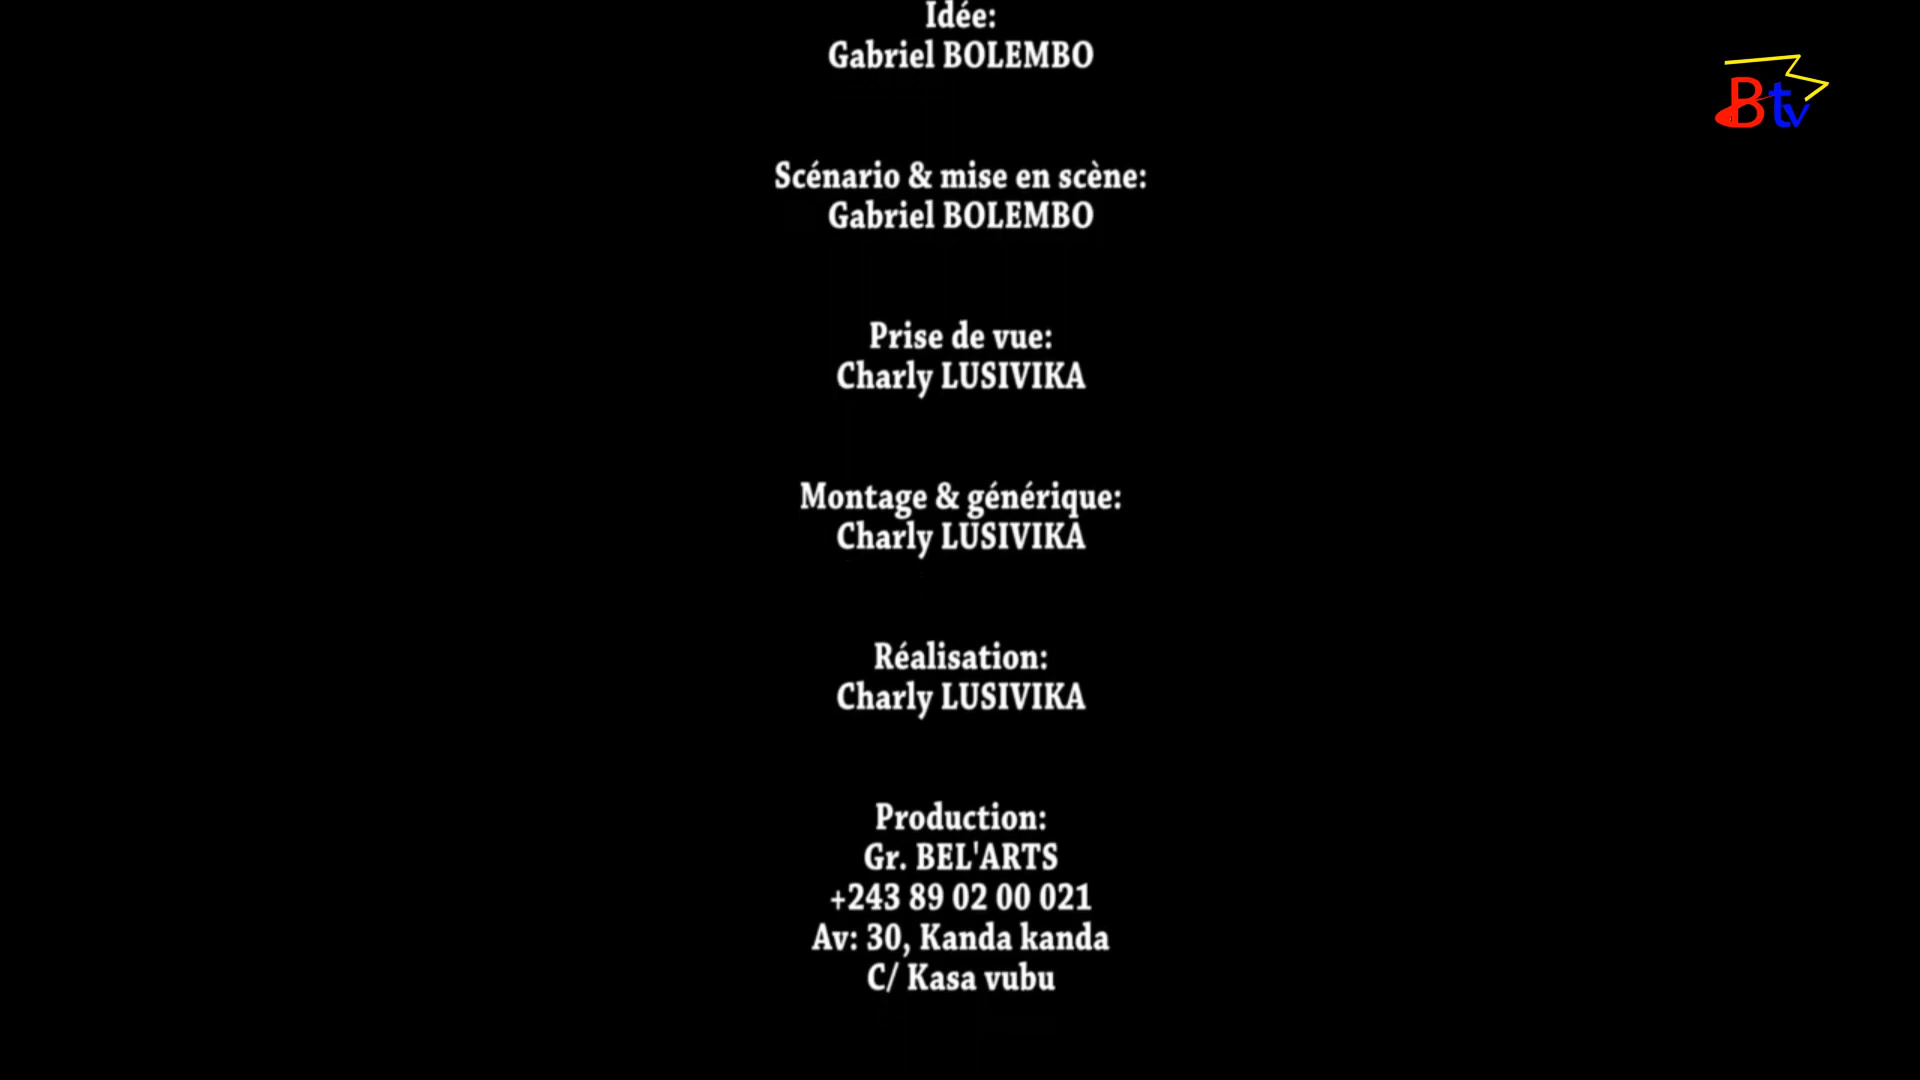 Idée:
Gabriel BOLEMBO
Btv
Scénario & mise en scène:
Gabriel BOLEMBO
Prise de vue:
Charly LUSIVIKA
Montage & générique:
Charly LUSIVIKA
Réalisation:
Charly LUSIVIKA
Production:
Gr. BEL'ARTS
+243 89 02 00 021
Av: 30, Kanda kanda
C/ Kasa vubu